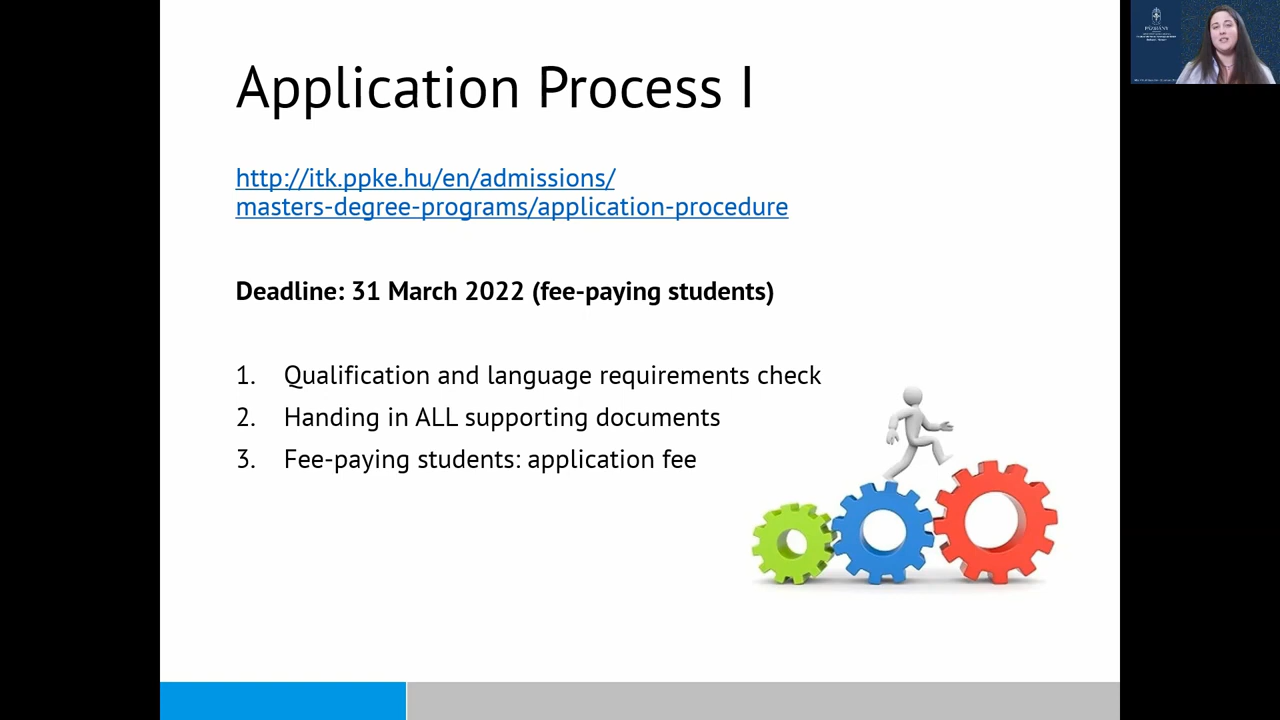 Application Process I
http://itk.ppke.hu/en/admissions/
masters-degree-programs/application-procedure
Deadline: 31 March 2022 (fee-paying students)
1. Qualification and language requirements check
2. Handing in ALL supporting documents
3. Fee-paying students: application fee
PÁZMÁNY